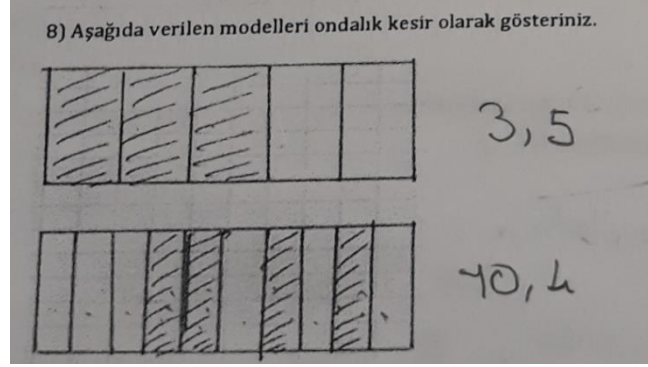 8) Aşağıda verilen modelleri ondalık kesir olarak gösteriniz.
3,5
10,4